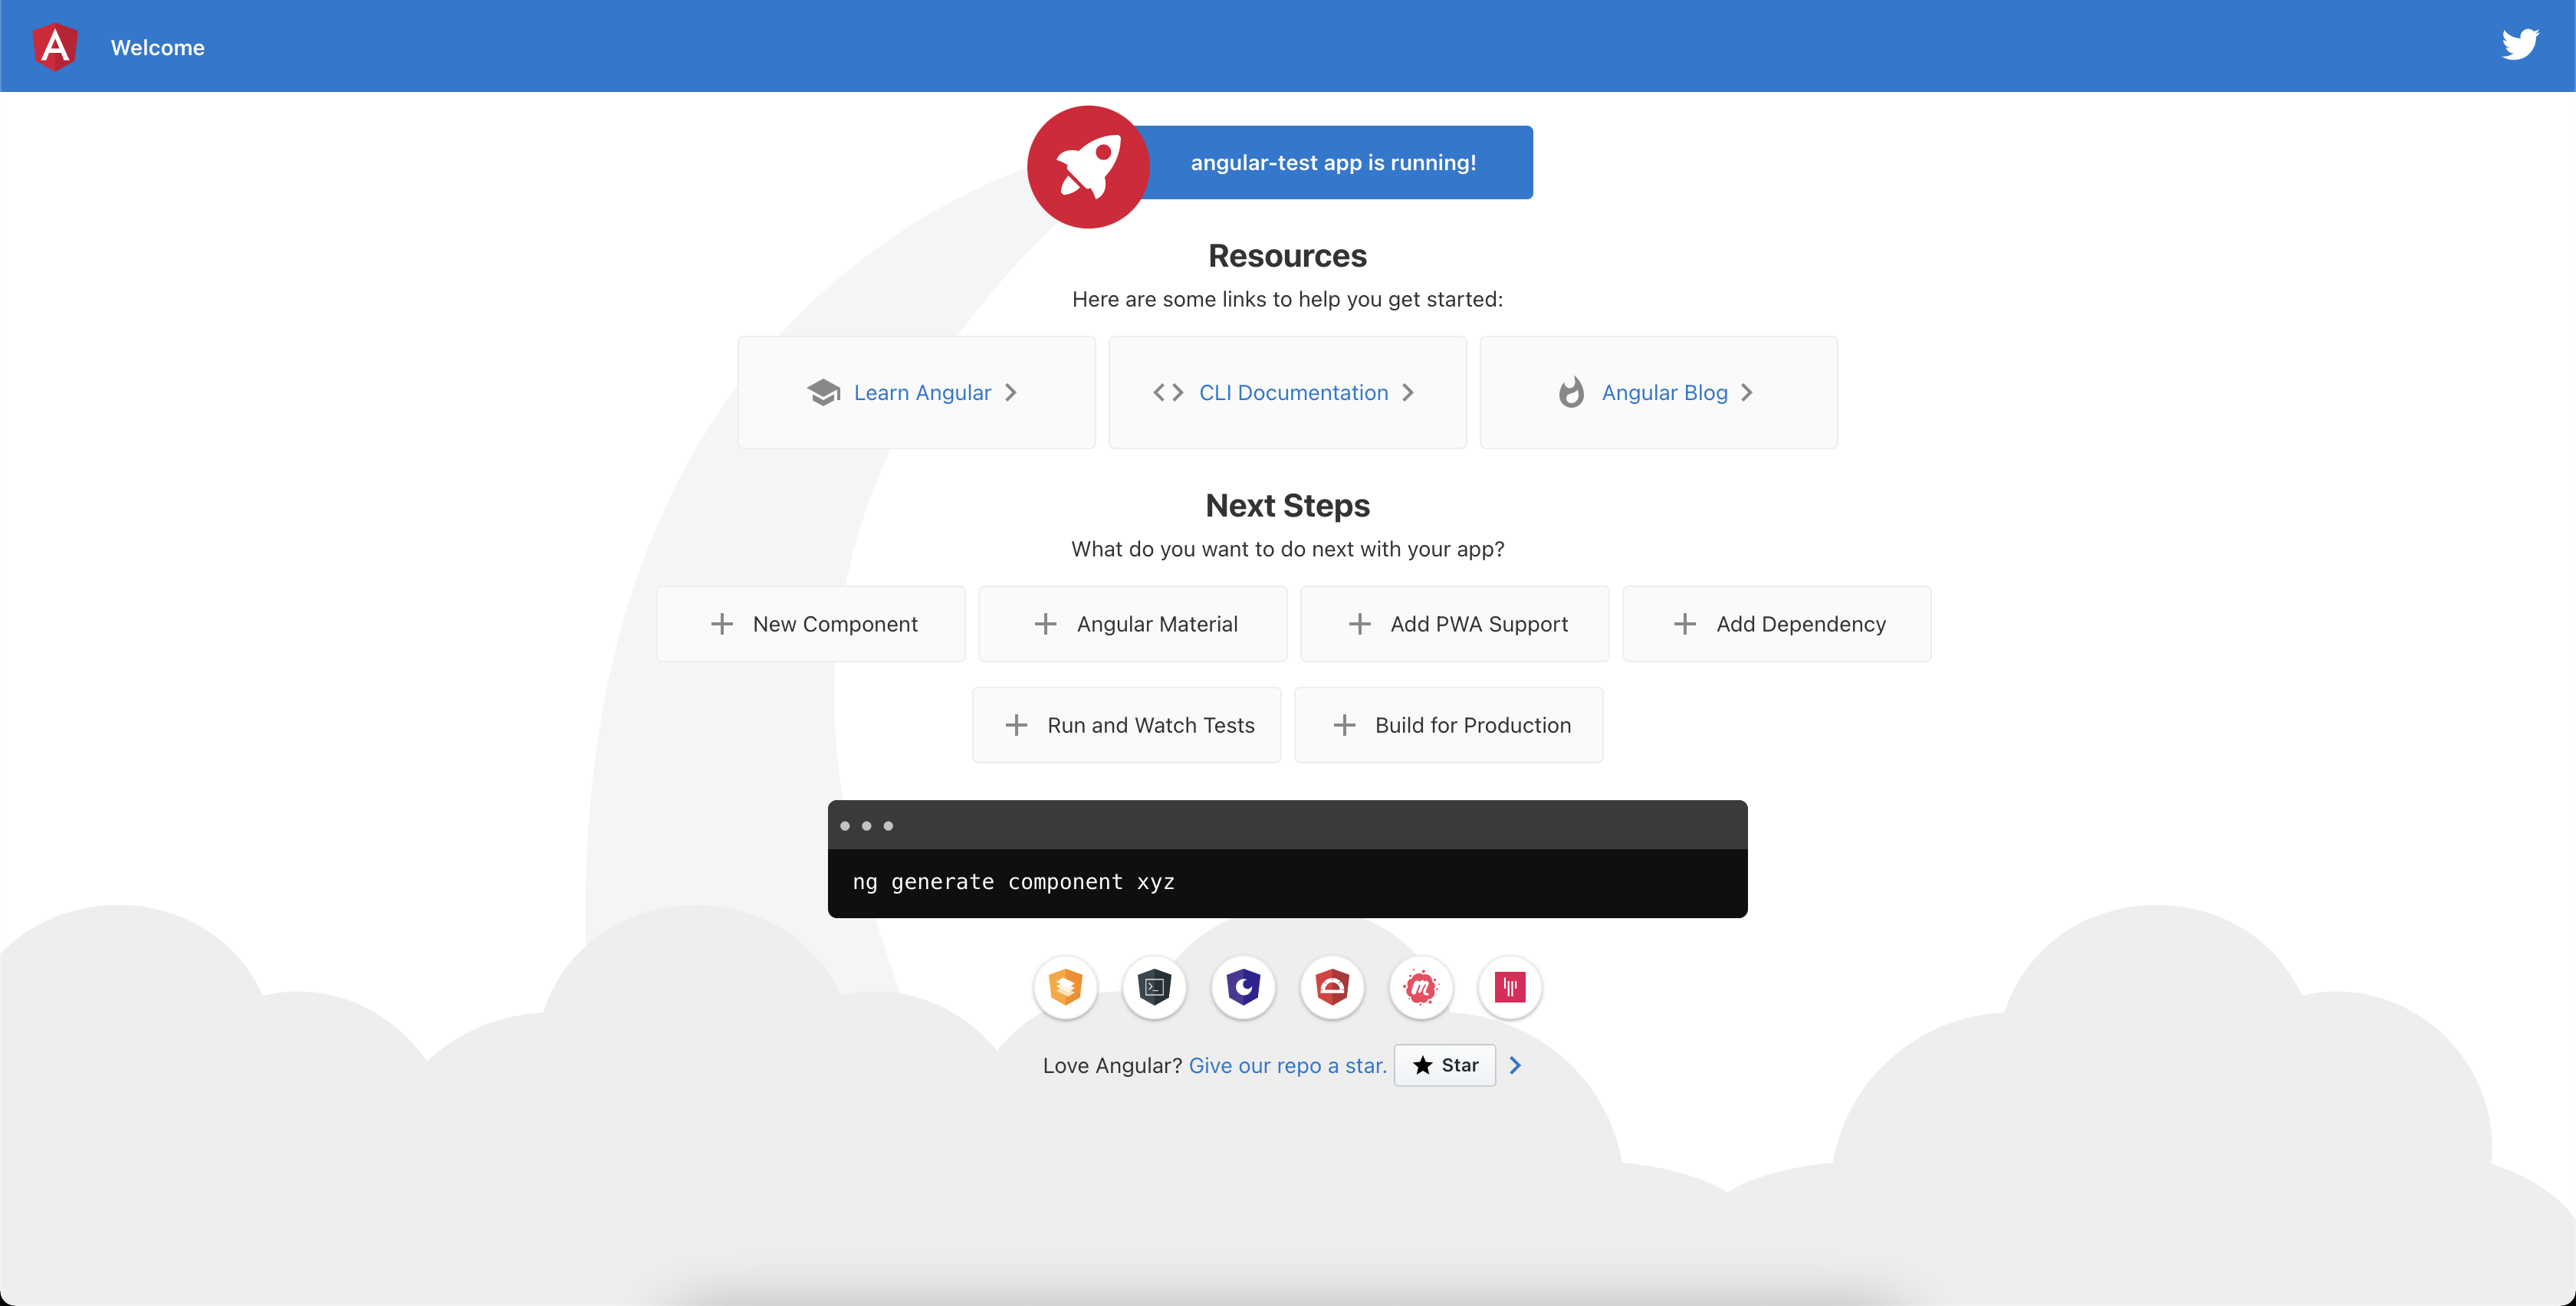 Welcome
angular-test app is running!
Resources
Here are some links to help you get started:
Learn Angular
CLI Documentation
Angular Blog
Next Steps
What do you want to do next with your app?
New Component
Angular Material
Add PWA Support
Add Dependency
Run and Watch Tests
Build for Production
ng generate component xyz
Love Angular? Give our repo a star. Star